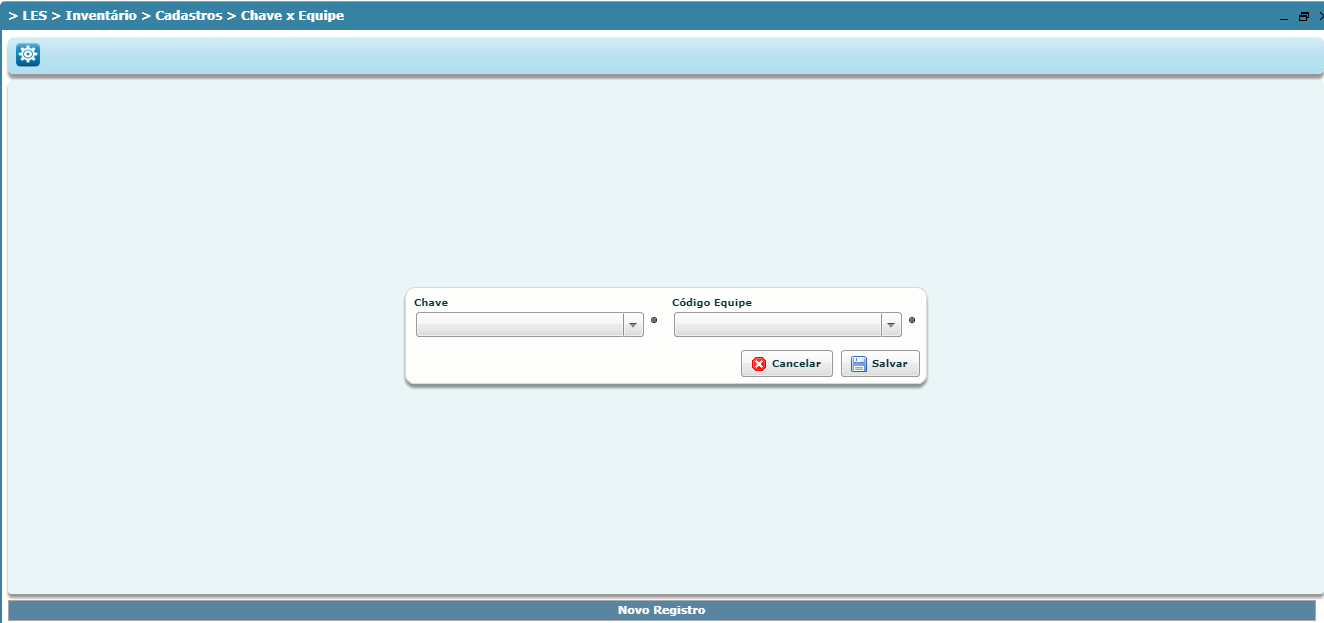 > LES > Inventário > Cadastros > Chave x Equipe
Chave
Código Equipe
Cancelar
Salvar
Novo Registro